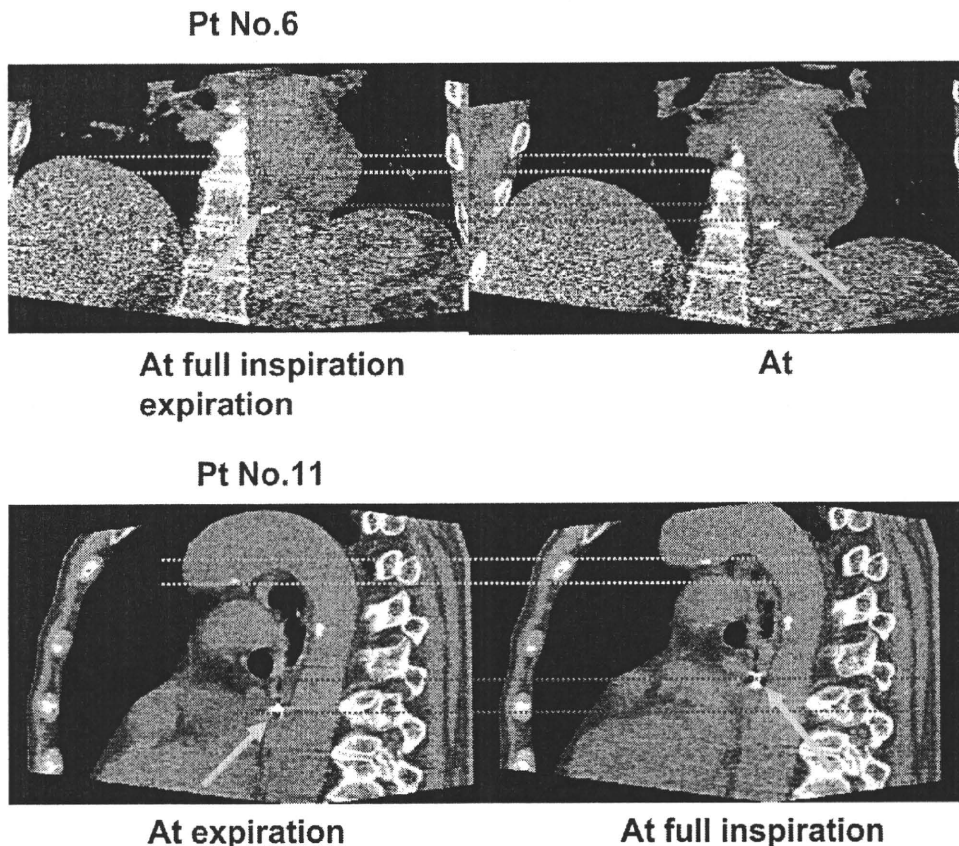 Pt No.6
At full inspiration
expiration
At
Pt No.11
At expiration
At full inspiration